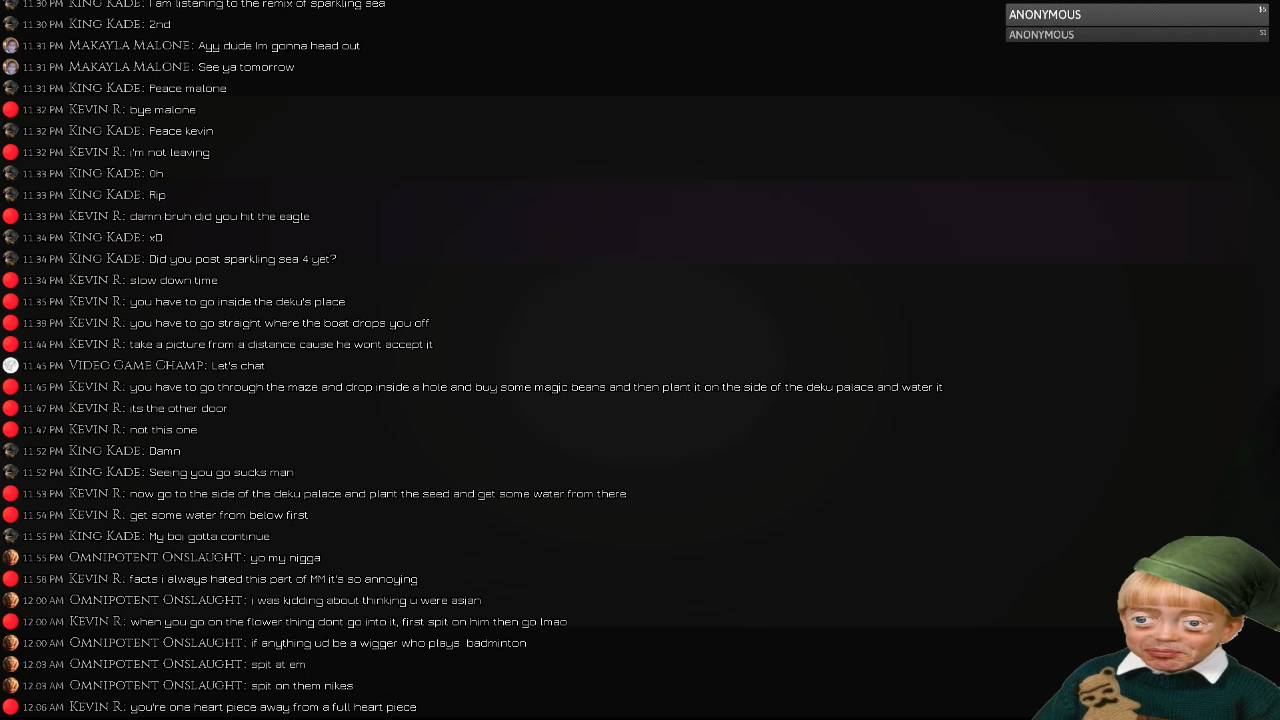 11:30 PM KING KADE: I am listening to the remix of sparkling sea
11:30 PM KING KADE: 2nd
11:31 PM MAKAYLA MALONE: Ayy dude Im gonna head out
11:31 PM MAKAYLA MALONE: See ya tomorrow
11:31 PM KING KADE: Peace malone
11:32 PM KEVIN R: bye malone
11:32 PM KING KADE: Peace kevin
11:32 PM KEVIN R: i'm not leaving
11:33 PM KING KADE: Oh
11:33 PM KING KADE: Rip
11:33 PM KEVIN R: damn bruh did you hit the eagle
11:34 PM KING KADE: xD
11:34 PM KING KADE: Did you post sparkling sea 4 yet?
11:34 PM KEVIN R: slow down time
11:35 PM KEVIN R: you have to go inside the deku's place
11:39 PM KEVIN R: you have to go straight where the boat drops you off
11:44 PM KEVIN R: take a picture from a distance cause he wont accept it
11:45 PM VIDEO GAME CHAMP: Let's chat
11:45 PM KEVIN R: you have to go through the maze and drop inside a hole and buy some magic beans and then plant it on the side of the deku palace and water it
11:47 PM KEVIN R: its the other door
11:47 PM KEVIN R: not this one
11:52 PM KING KADE: Damn
11:52 PM KING KADE: Seeing you go sucks man
11:53 PM KEVIN R: now go to the side of the deku palace and plant the seed and get some water from there
11:54 PM KEVIN R: get some water from below first
11:55 PM KING KADE: My boi gotta continue
11:55 PM OMNIPOTENT ONSLAUGHT: yo my nigga
11:58 PM KEVIN R: facts i always hated this part of MM it's so annoying
12:00 AM OMNIPOTENT ONSLAUGHT: i was kidding about thinking u were asian
12:00 AM KEVIN R: when you go on the flower thing dont go into it, first spit on him then go lmao
12:00 AM OMNIPOTENT ONSLAUGHT: if anything ud be a wigger who plays badminton
12:03 AM OMNIPOTENT ONSLAUGHT: spit at em
12:03 AM OMNIPOTENT ONSLAUGHT: spit on them nikes
12:06 AM KEVIN R: you're one heart piece away from a full heart piece
ANONYMOUS $5
ANONYMOUS $1